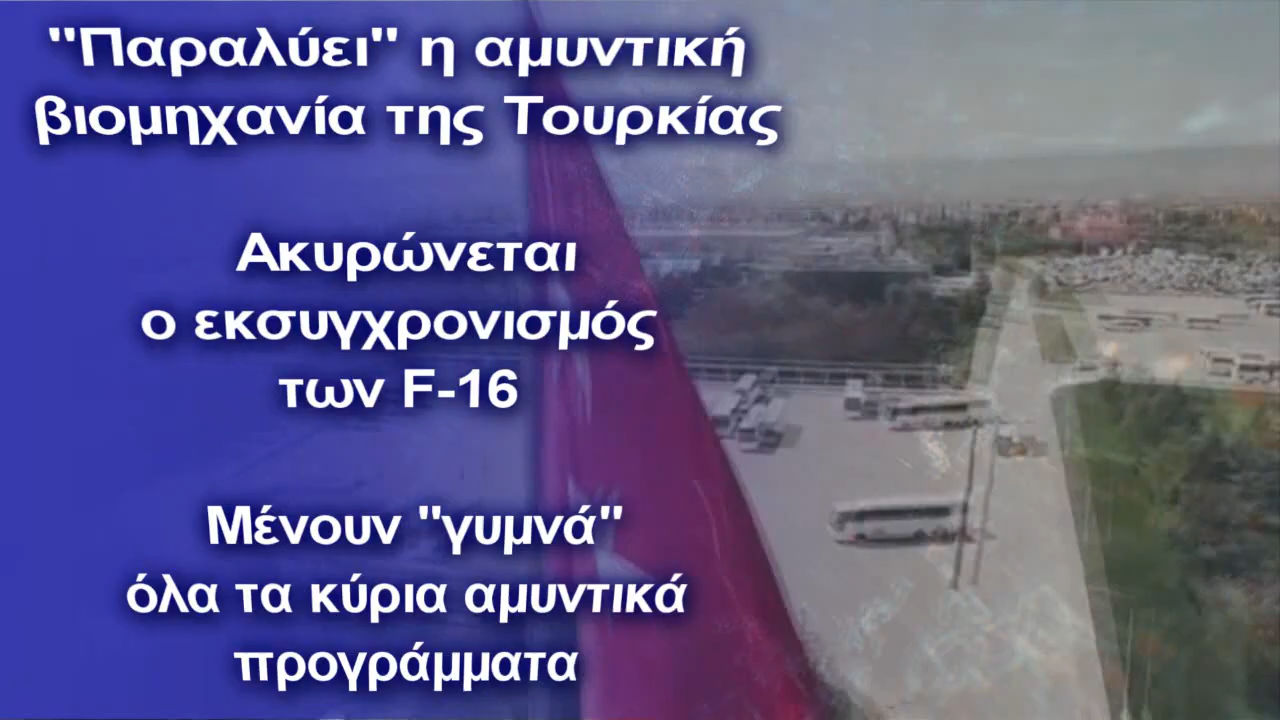 "Παραλύει" η αμυντική
βιομηχανία της Τουρκίας
Ακυρώνεται
ο εκσυγχρονισμός
των F-16
Μένουν "γυμνά"
όλα τα κύρια αμυντικά
προγράμματα